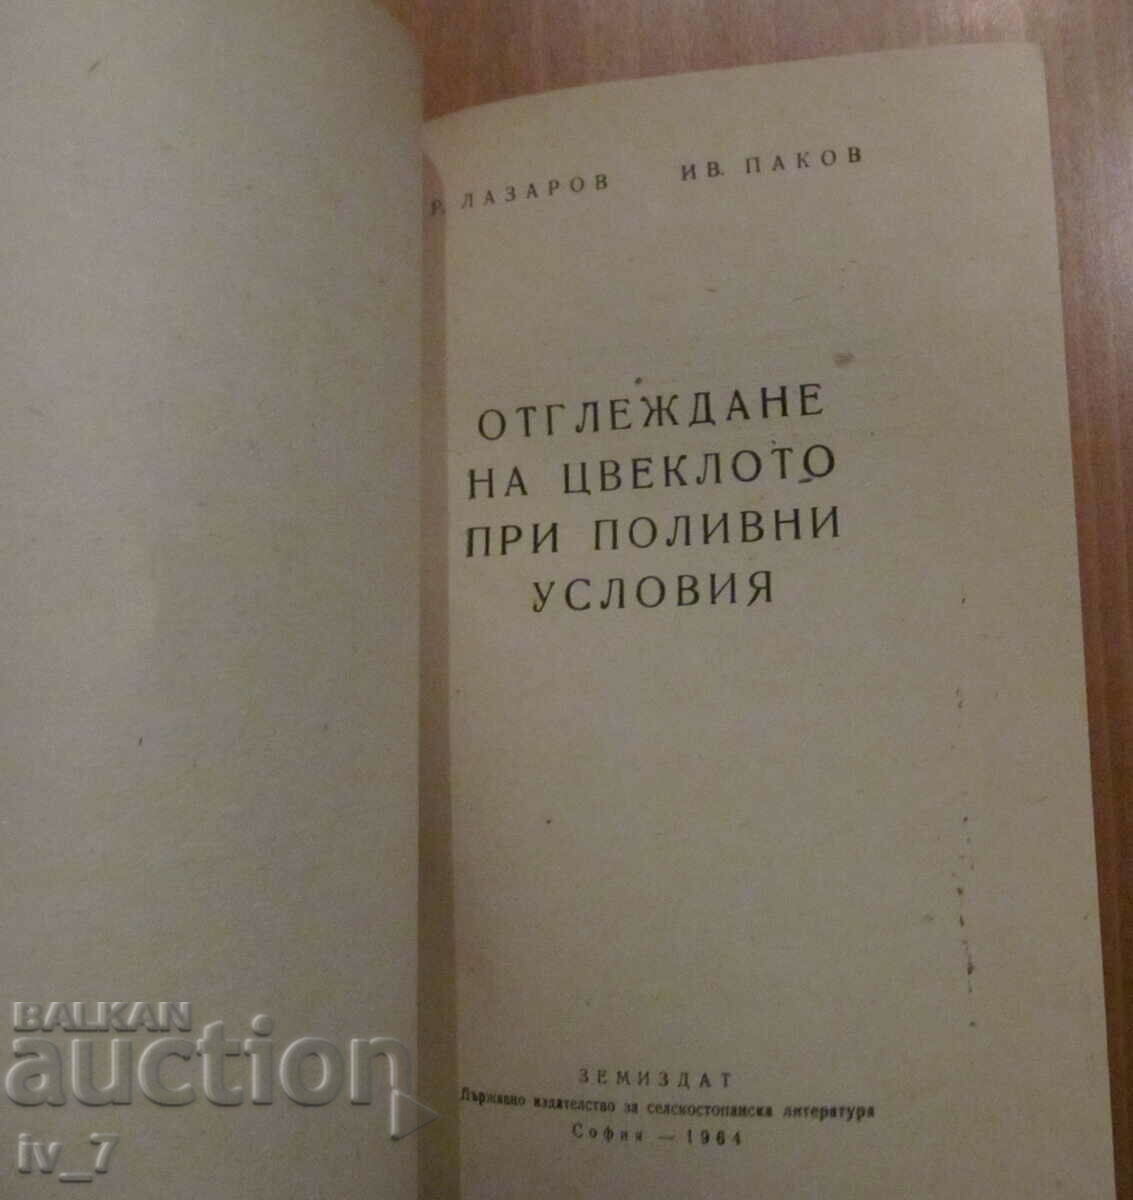 Р. ЛАЗАРОВ ИВ. ПАКОВ
ОТГЛЕЖДАНЕ
НА ЦВЕКЛОТО
ПРИ ПОЛИВНИ
УСЛОВИЯ
ЗЕМИЗДАТ
Държавно издателство за селскостопанска литература
София — 1964
BALKAN
auction
iv_7